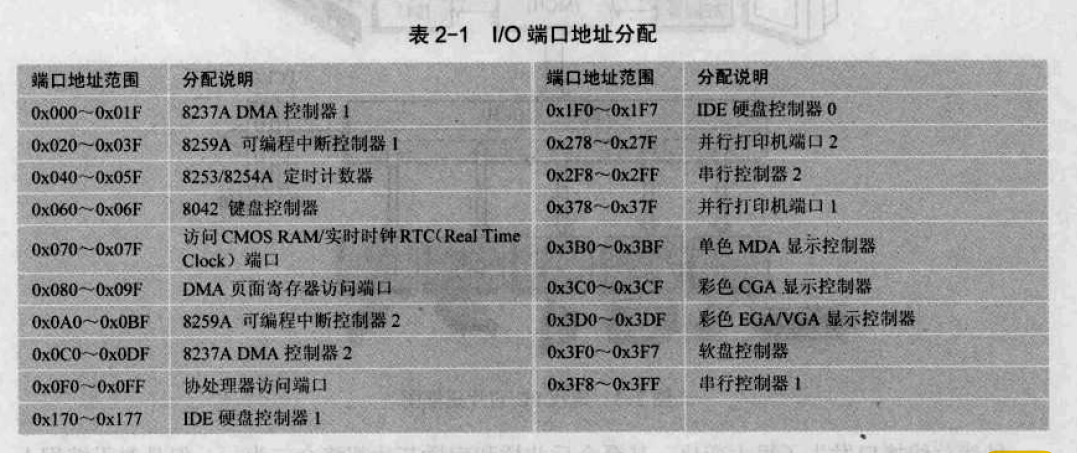 表 2-1 I/O 端口地址分配
端口地址范围 分配说明 端口地址范围 分配说明
0x000~0x01F 8237A DMA 控制器 1 0x1F0~0x1F7 IDE 硬盘控制器 0
0x020~0x03F 8259A 可编程中断控制器 1 0x278~0x27F 并行打印机端口 2
0x040~0x05F 8253/8254A 定时计数器 0x2F8~0x2FF 串行控制器 2
0x060~0x06F 8042 键盘控制器 0x378~0x37F 并行打印机端口 1
0x070~0x07F 访问 CMOS RAM/实时时钟 RTC(Real Time
Clock）端口 0x3B0~0x3BF 单色 MDA 显示控制器
0x080~0x09F DMA 页面寄存器访问端口 0x3C0~0x3CF 彩色 CGA 显示控制器
0x0A0~0x0BF 8259A 可编程中断控制器 2 0x3D0~0x3DF 彩色 EGA/VGA 显示控制器
0x0C0~0x0DF 8237A DMA 控制器 2 0x3F0~0x3F7 软盘控制器
0x0F0~0x0FF 协处理器访问端口 0x3F8~0x3FF 串行控制器 1
0x170~0x177 IDE 硬盘控制器 1